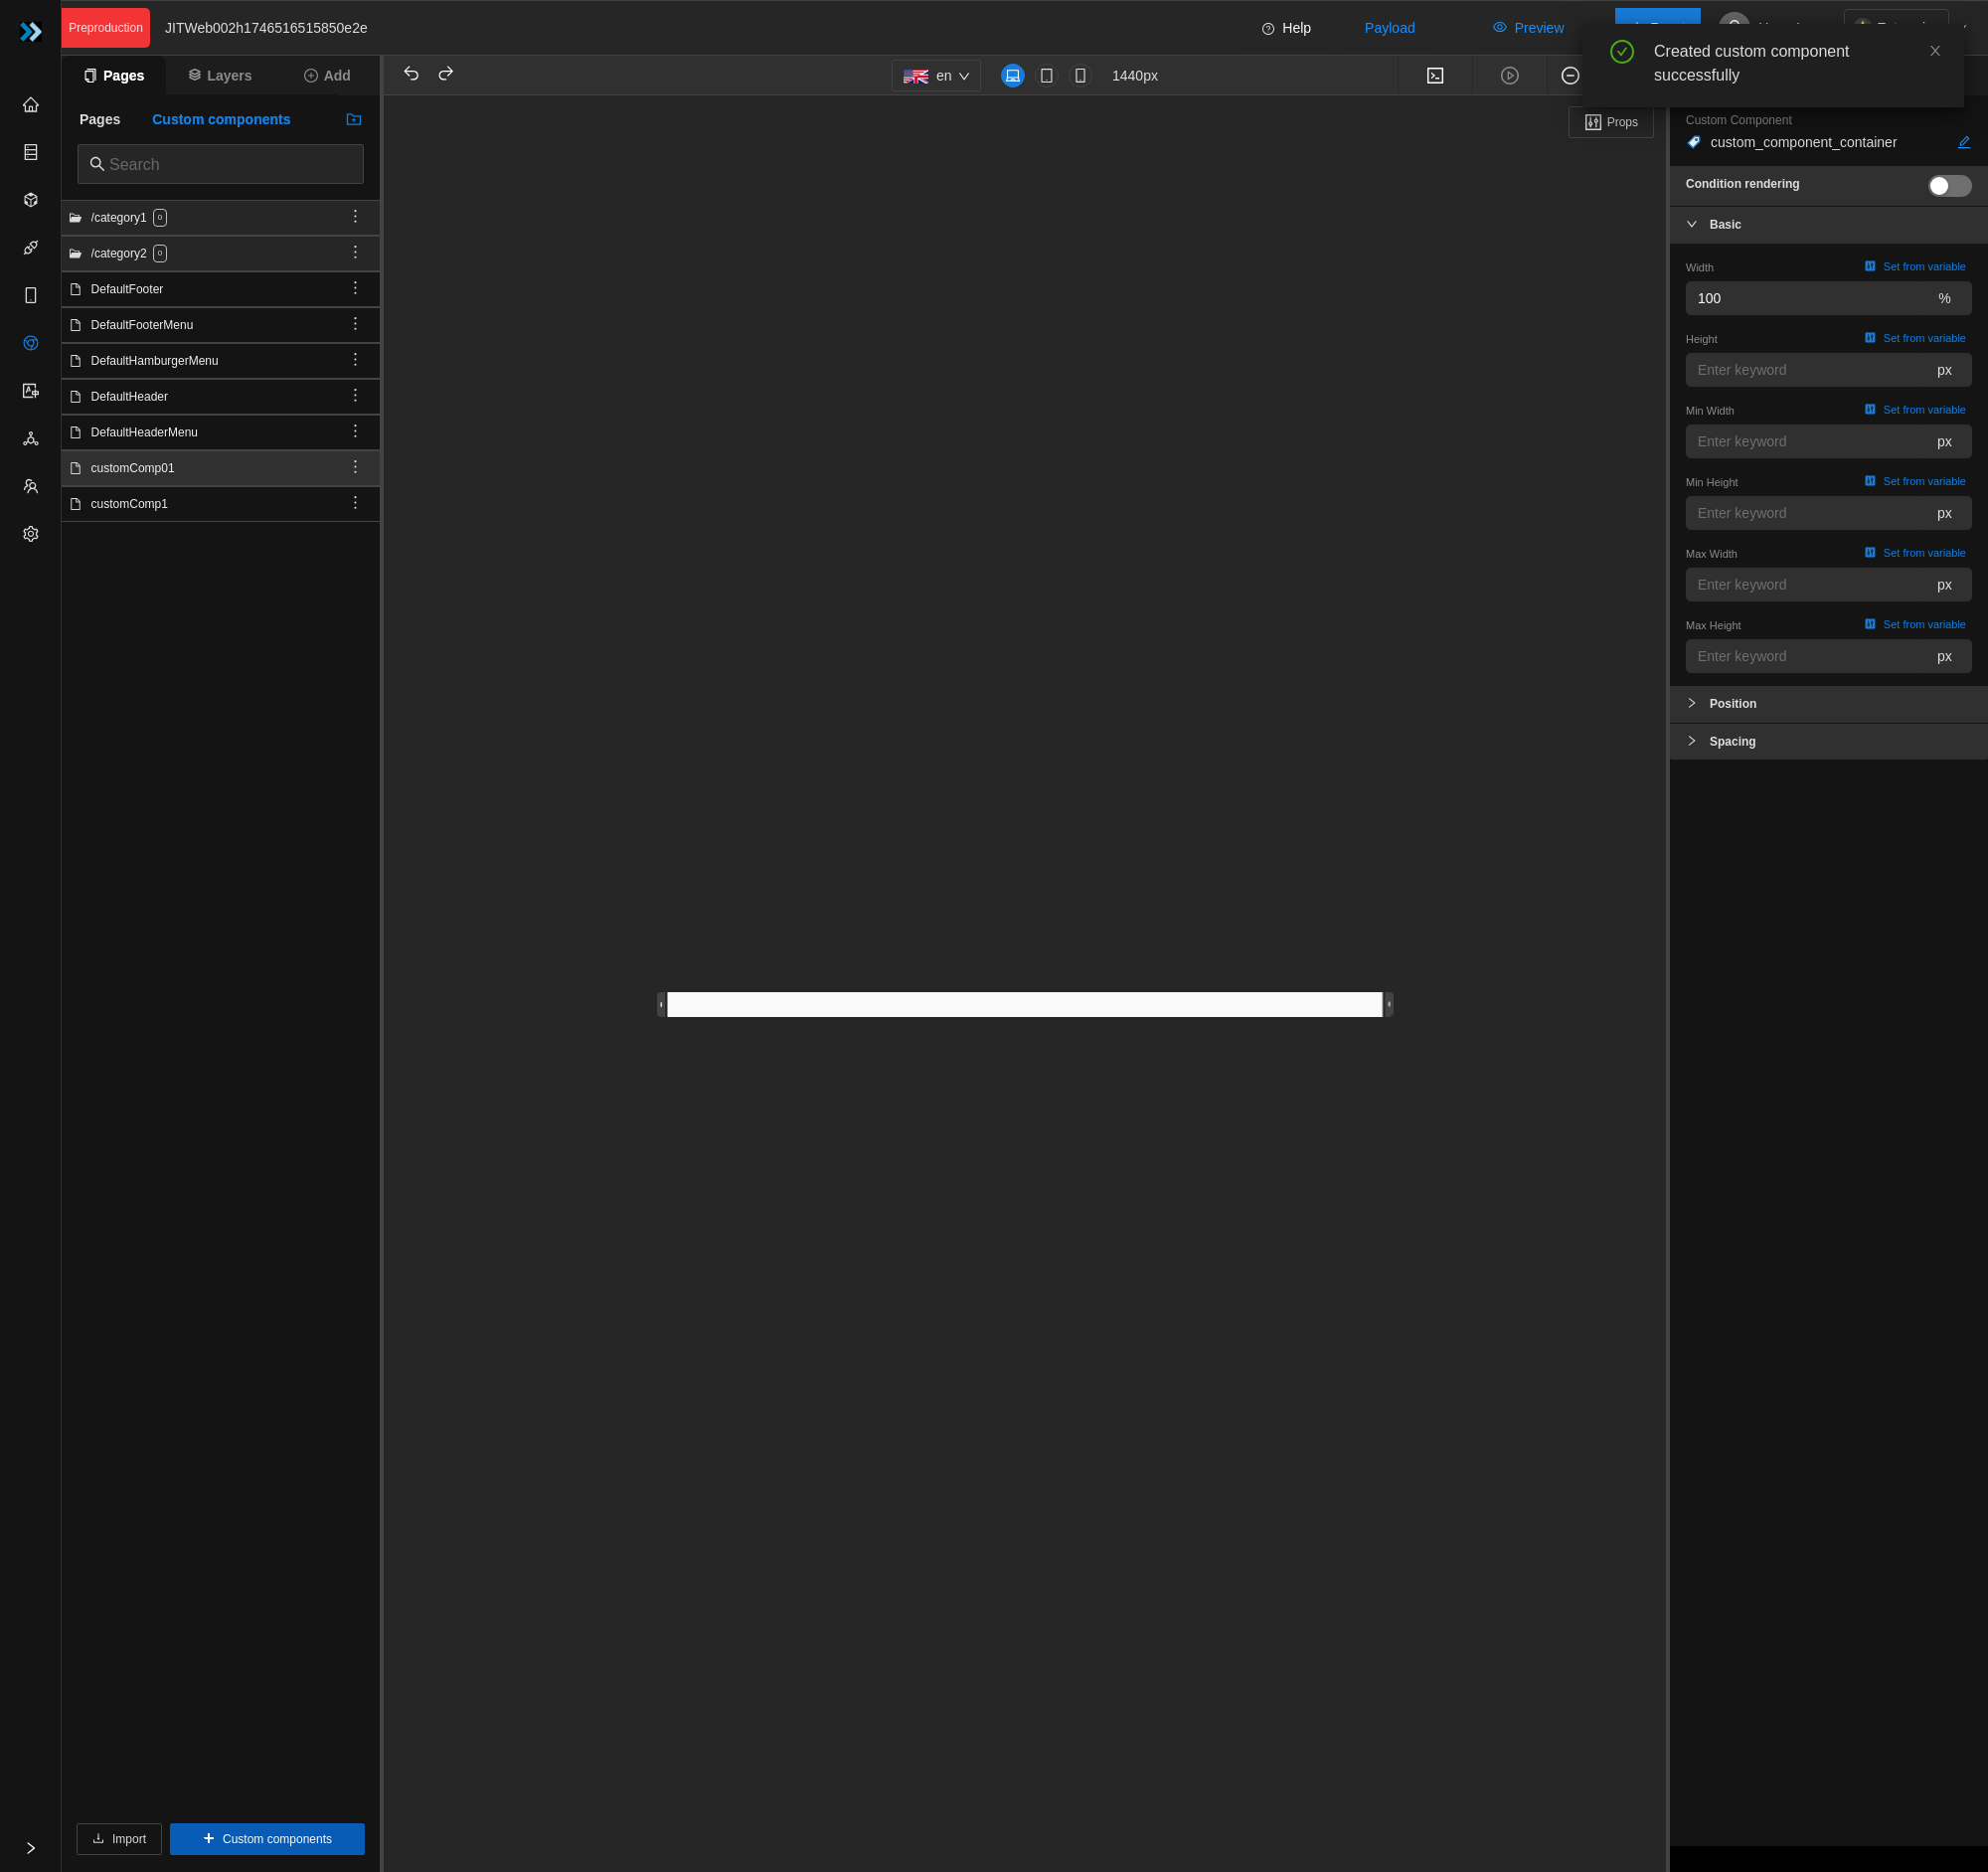 Preproduction
JITWeb002h1746516515850e2e
Help
Payload
Preview
Created custom component
successfully
Pages
Layers
Add
en
1440px
Pages
Custom components
Props
Search
/category1
0
/category2
0
DefaultFooter
DefaultFooterMenu
DefaultHamburgerMenu
DefaultHeader
DefaultHeaderMenu
customComp01
customComp1
Custom Component
custom_component_container
Condition rendering
Basic
Width
Set from variable
100
%
Height
Set from variable
Enter keyword
px
Min Width
Set from variable
Enter keyword
px
Min Height
Set from variable
Enter keyword
px
Max Width
Set from variable
Enter keyword
px
Max Height
Set from variable
Enter keyword
px
Position
Spacing
Import
Custom components